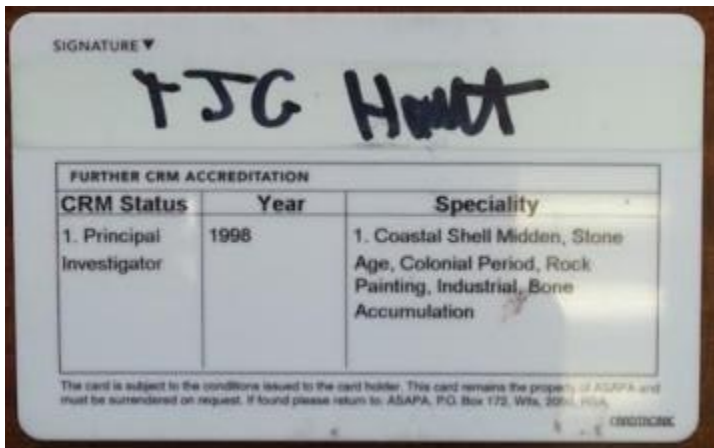 SIGNATURE ▼
FURTHER CRM ACCREDITATION
CRM Status Year Speciality
1. Principal 1998 1. Coastal Shell Midden, Stone
Investigator Age, Colonial Period, Rock
Painting, Industrial, Bone
Accumulation
The card is subject to the conditions issued to the card holder. This card remains the property of ASAPA and
must be surrendered on request. If found please return to: ASAPA, P.O. Box 172, Wits, 2050, RSA